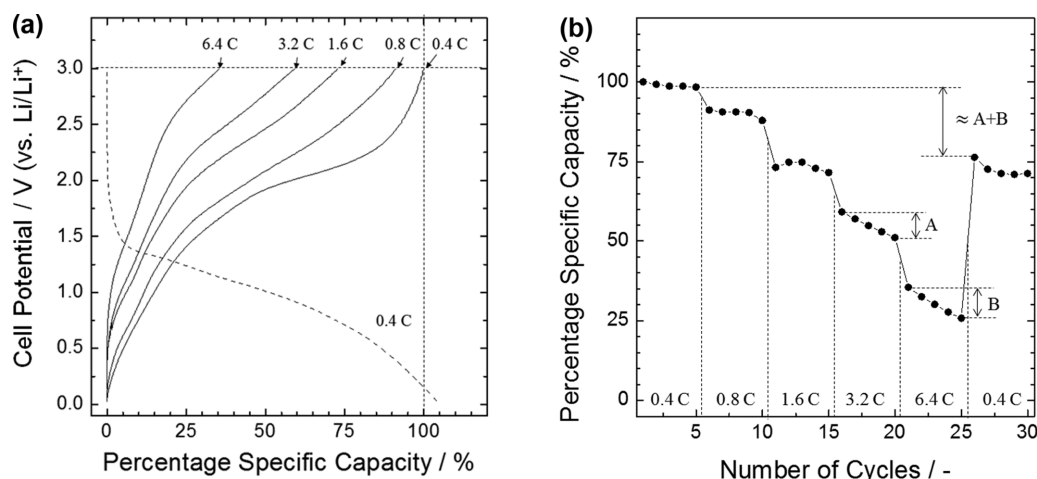 (a)
6.4 C
3.2 C
1.6 C
0.8 C
0.4 C
3.0
2.5
2.0
1.5
1.0
0.5
0.0
0.4 C
0
25
50
75
100
Cell Potential / V (vs. Li/Li⁺)
Percentage Specific Capacity / %
(b)
100
75
50
25
0
≈ A+B
A
B
0.4 C
0.8 C
1.6 C
3.2 C
6.4 C
0.4 C
5
10
15
20
25
30
Percentage Specific Capacity / %
Number of Cycles / -